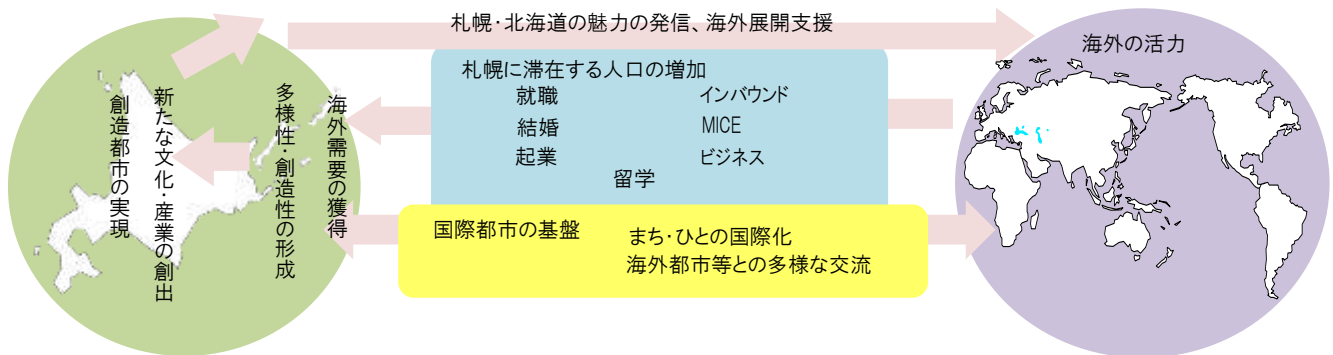 札幌・北海道の魅力の発信、海外展開支援
海外の活力
札幌に滞在する人口の増加
就職
インバウンド
結婚
MICE
起業
ビジネス
留学
海外需要の獲得
多様性・創造性の形成
新たな文化・産業の創出
創造都市の実現
国際都市の基盤
まち・ひとの国際化
海外都市等との多様な交流